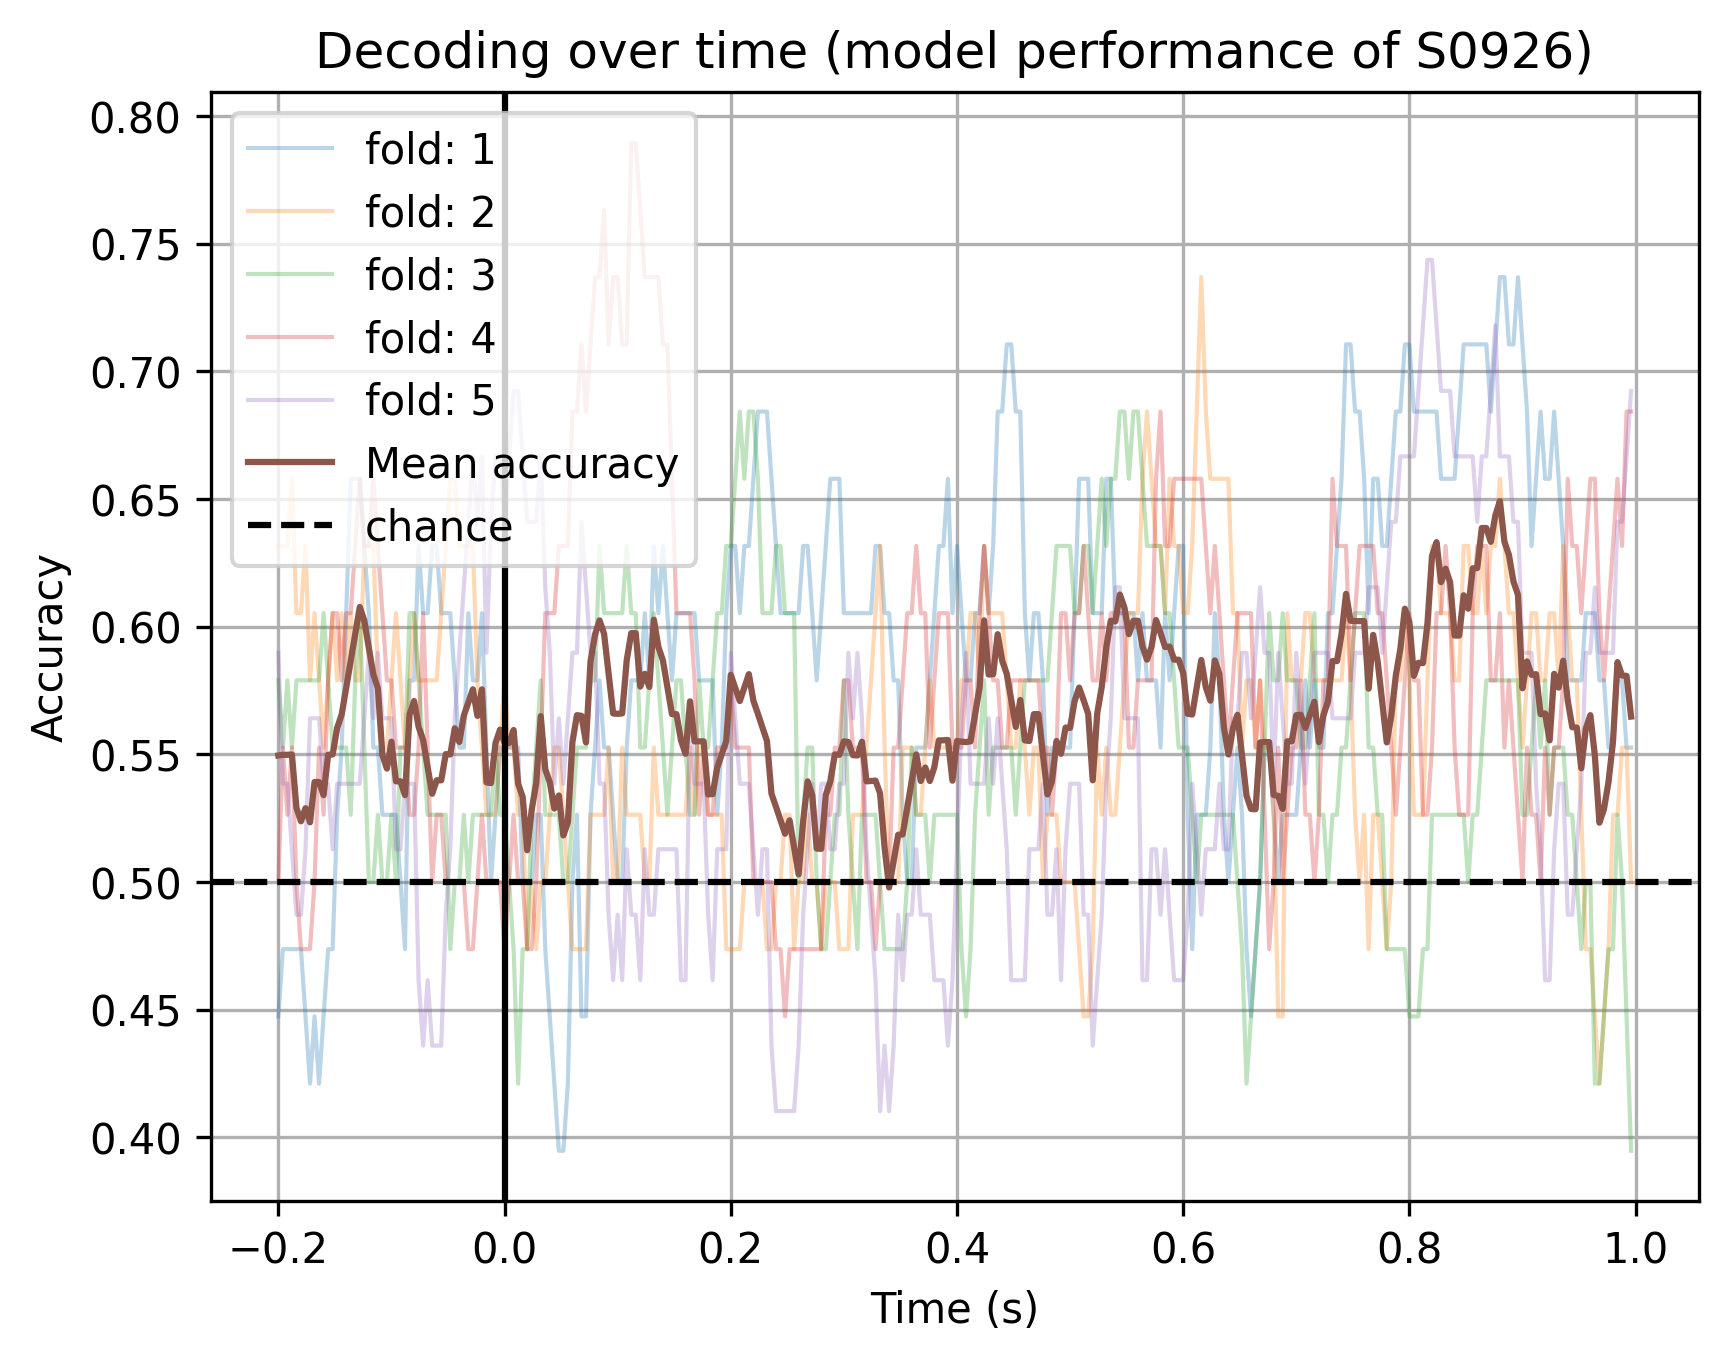 Decoding over time (model performance of S0926)
0.80
0.75
0.70
0.65
0.60
0.55
0.50
0.45
0.40
Accuracy
fold: 1
fold: 2
fold: 3
fold: 4
fold: 5
Mean accuracy
chance
−0.2 0.0 0.2 0.4 0.6 0.8 1.0
Time (s)